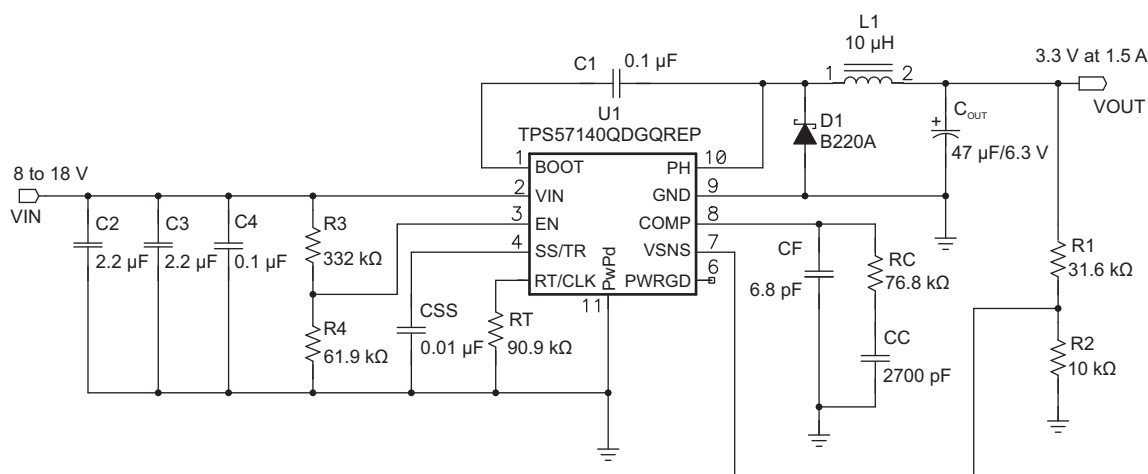 L1
10 µH
3.3 V at 1.5 A
C1
0.1 µF
1
2
VOUT
U1
TPS57140QDGQREP
D1
B220A
+
COUT
47 µF/6.3 V
1
BOOT
PH
10
8 to 18 V
VIN
2
VIN
GND
9
3
EN
COMP
8
C2
C3
C4
R3
4
SS/TR
VSNS
7
CF
RC
R1
2.2 µF
2.2 µF
0.1 µF
332 kΩ
RT/CLK
PwPd
PWRGD
6
6.8 pF
76.8 kΩ
31.6 kΩ
11
R4
CSS
RT
CC
R2
61.9 kΩ
0.01 µF
90.9 kΩ
2700 pF
10 kΩ